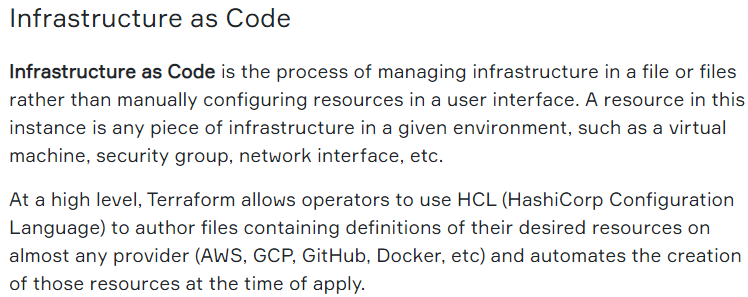 Infrastructure as Code
Infrastructure as Code is the process of managing infrastructure in a file or files
rather than manually configuring resources in a user interface. A resource in this
instance is any piece of infrastructure in a given environment, such as a virtual
machine, security group, network interface, etc.
At a high level, Terraform allows operators to use HCL (HashiCorp Configuration
Language) to author files containing definitions of their desired resources on
almost any provider (AWS, GCP, GitHub, Docker, etc) and automates the creation
of those resources at the time of apply.